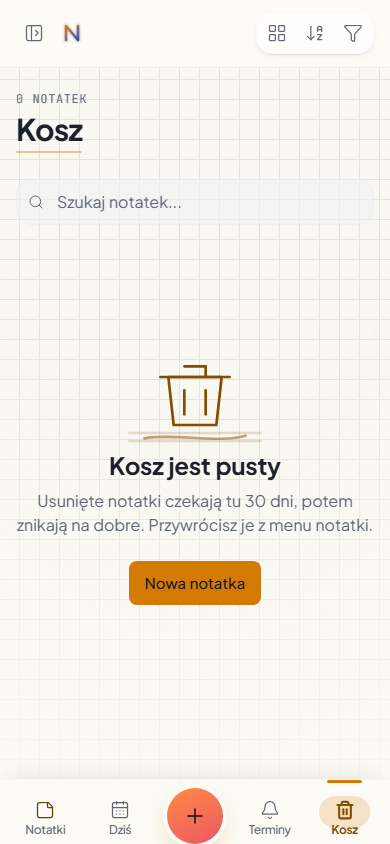 N
0 NOTATEK
Kosz
Szukaj notatek...
Kosz jest pusty
Usunięte notatki czekają tu 30 dni, potem
znikają na dobre. Przywrócisz je z menu notatki.
Nowa notatka
Notatki
Dziś
Terminy
Kosz